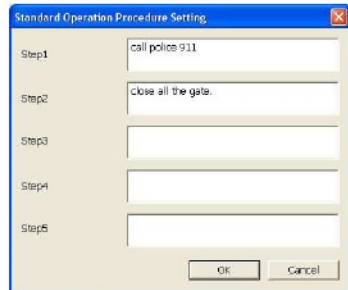 Standard Operation Procedure Setting
Step1
call police 911
Step2
close all the gate.
Step3
Step4
Step5
OK
Cancel